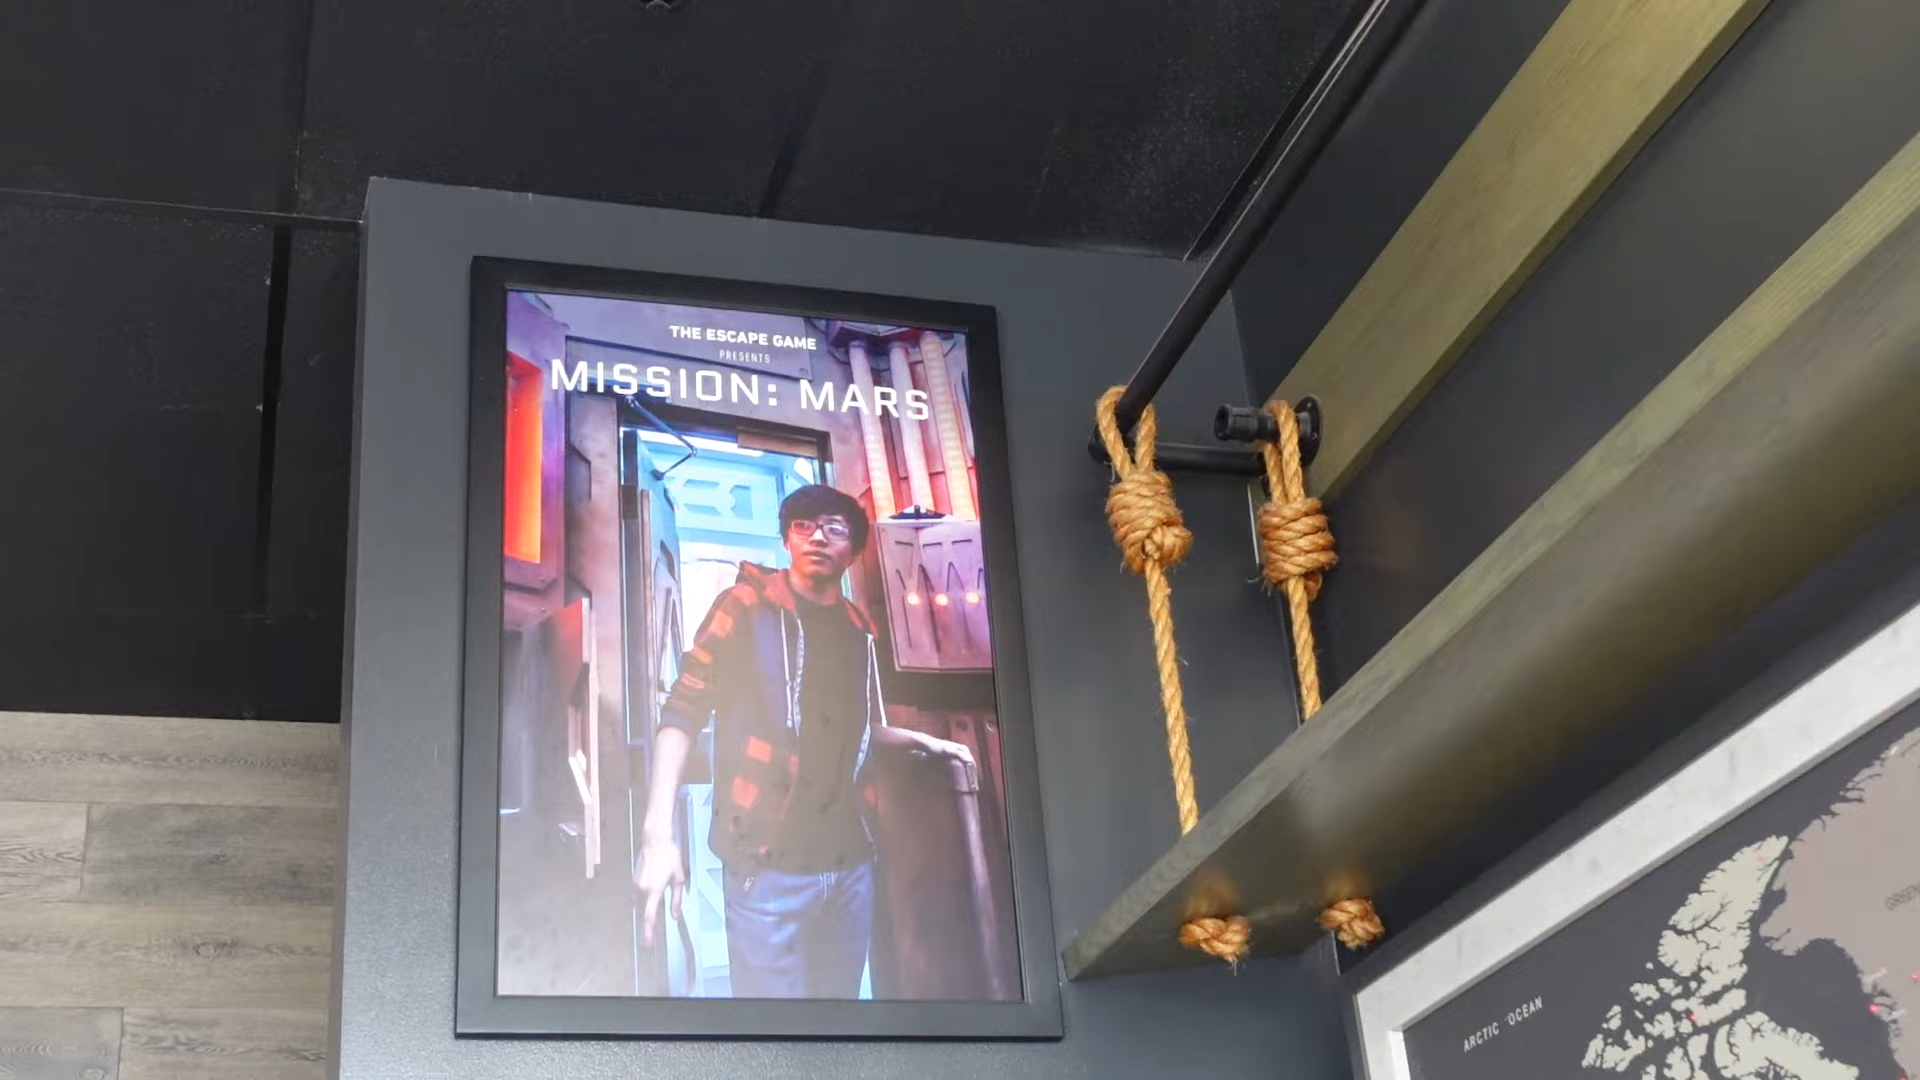 THE ESCAPE GAME
PRESENTS
MISSION: MARS
ARCTIC OCEAN